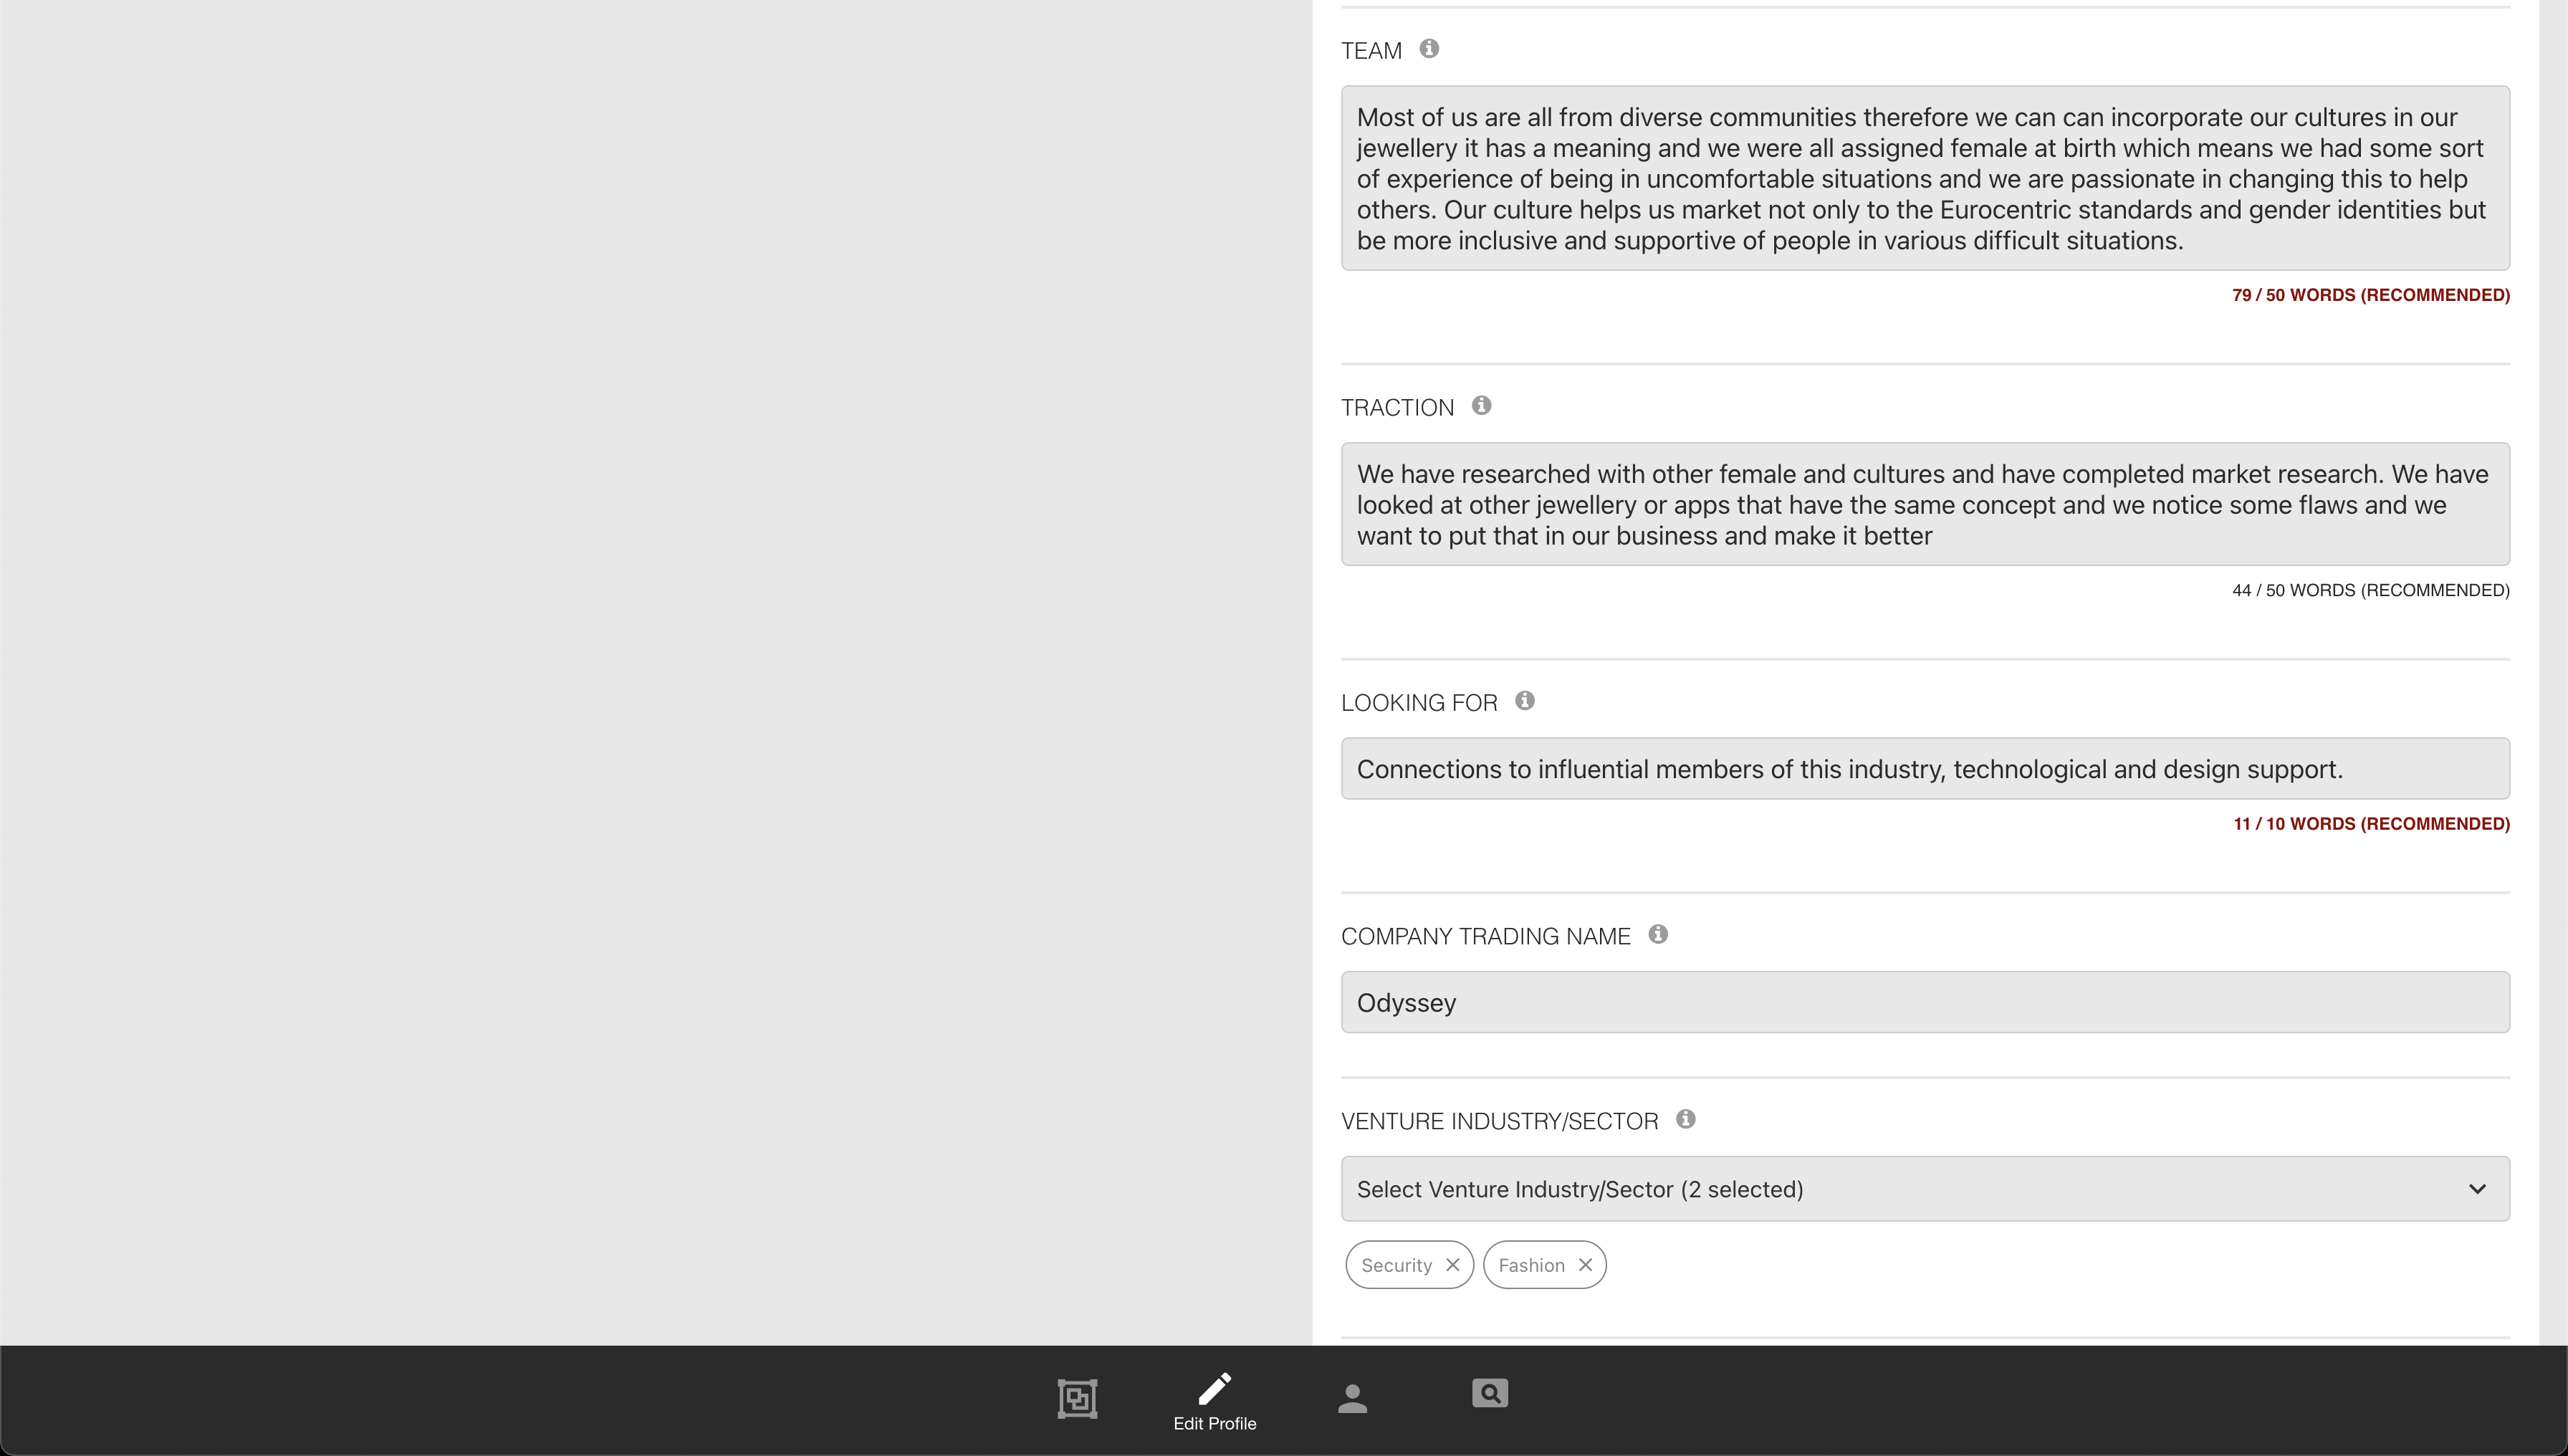 TEAM
Most of us are all from diverse communities therefore we can can incorporate our cultures in our
jewellery it has a meaning and we were all assigned female at birth which means we had some sort
of experience of being in uncomfortable situations and we are passionate in changing this to help
others. Our culture helps us market not only to the Eurocentric standards and gender identities but
be more inclusive and supportive of people in various difficult situations.
79 / 50 WORDS (RECOMMENDED)
TRACTION
We have researched with other female and cultures and have completed market research. We have
looked at other jewellery or apps that have the same concept and we notice some flaws and we
want to put that in our business and make it better
44 / 50 WORDS (RECOMMENDED)
LOOKING FOR
Connections to influential members of this industry, technological and design support.
11 / 10 WORDS (RECOMMENDED)
COMPANY TRADING NAME
Odyssey
VENTURE INDUSTRY/SECTOR
Select Venture Industry/Sector (2 selected)
Security
Fashion
Edit Profile